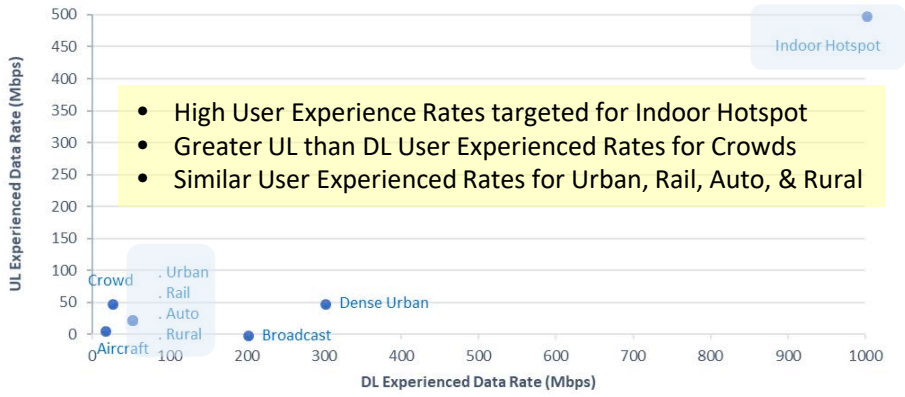 500
450
400
350
300
250
200
150
100
50
0
UL Experienced Data Rate (Mbps)
Indoor Hotspot
• High User Experience Rates targeted for Indoor Hotspot
• Greater UL than DL User Experienced Rates for Crowds
• Similar User Experienced Rates for Urban, Rail, Auto, & Rural
Crowd
. Urban
. Rail
. Auto
. Rural
Aircraft
Dense Urban
Broadcast
0 100 200 300 400 500 600 700 800 900 1000
DL Experienced Data Rate (Mbps)